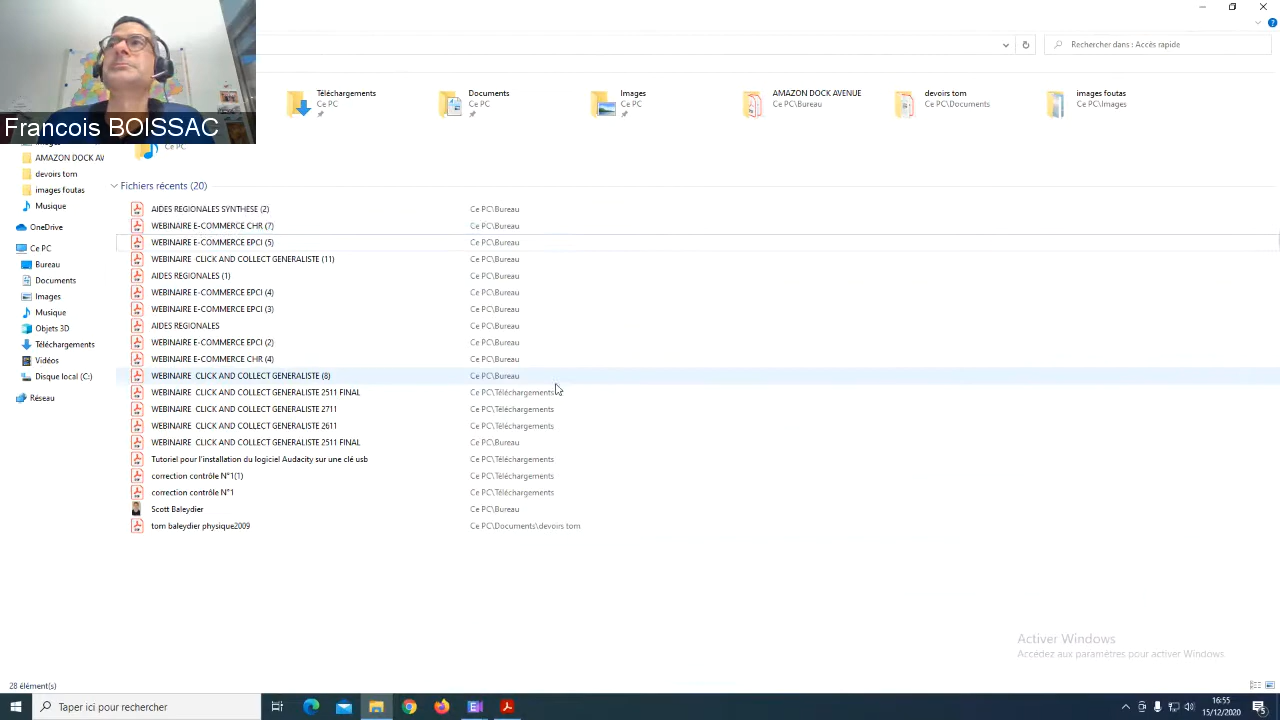 Rechercher dans : Accès rapide
Francois BOISSAC
Téléchargements
Ce PC
Documents
Ce PC
Images
Ce PC
AMAZON DOCK AVENUE
Ce PC\Bureau
devoirs tom
Ce PC\Documents
images foutas
Ce PC\Images
Ce PC
AMAZON DOCK AV
devoirs tom
images foutas
Musique
OneDrive
Ce PC
Bureau
Documents
Images
Musique
Objets 3D
Téléchargements
Vidéos
Disque local (C:)
Réseau
Fichiers récents (20)
AIDES REGIONALES SYNTHESE (2) Ce PC\Bureau
WEBINAIRE E-COMMERCE CHR (7) Ce PC\Bureau
WEBINAIRE E-COMMERCE EPCI (5) Ce PC\Bureau
WEBINAIRE CLICK AND COLLECT GENERALISTE (11) Ce PC\Bureau
AIDES REGIONALES (1) Ce PC\Bureau
WEBINAIRE E-COMMERCE EPCI (4) Ce PC\Bureau
WEBINAIRE E-COMMERCE EPCI (3) Ce PC\Bureau
AIDES REGIONALES Ce PC\Bureau
WEBINAIRE E-COMMERCE EPCI (2) Ce PC\Bureau
WEBINAIRE E-COMMERCE CHR (4) Ce PC\Bureau
WEBINAIRE CLICK AND COLLECT GENERALISTE (8) Ce PC\Bureau
WEBINAIRE CLICK AND COLLECT GENERALISTE 2511 FINAL Ce PC\Téléchargements
WEBINAIRE CLICK AND COLLECT GENERALISTE 2711 Ce PC\Téléchargements
WEBINAIRE CLICK AND COLLECT GENERALISTE 2611 Ce PC\Téléchargements
WEBINAIRE CLICK AND COLLECT GENERALISTE 2511 FINAL Ce PC\Bureau
Tutoriel pour l'installation du logiciel Audacity sur une clé usb Ce PC\Téléchargements
correction contrôle N°1(1) Ce PC\Téléchargements
correction contrôle N°1 Ce PC\Téléchargements
Scott Baleydier Ce PC\Bureau
tom baleydier physique2009 Ce PC\Documents\devoirs tom
Activer Windows
Accédez aux paramètres pour activer Windows.
28 élément(s)
Taper ici pour rechercher
16:55
15/12/2020